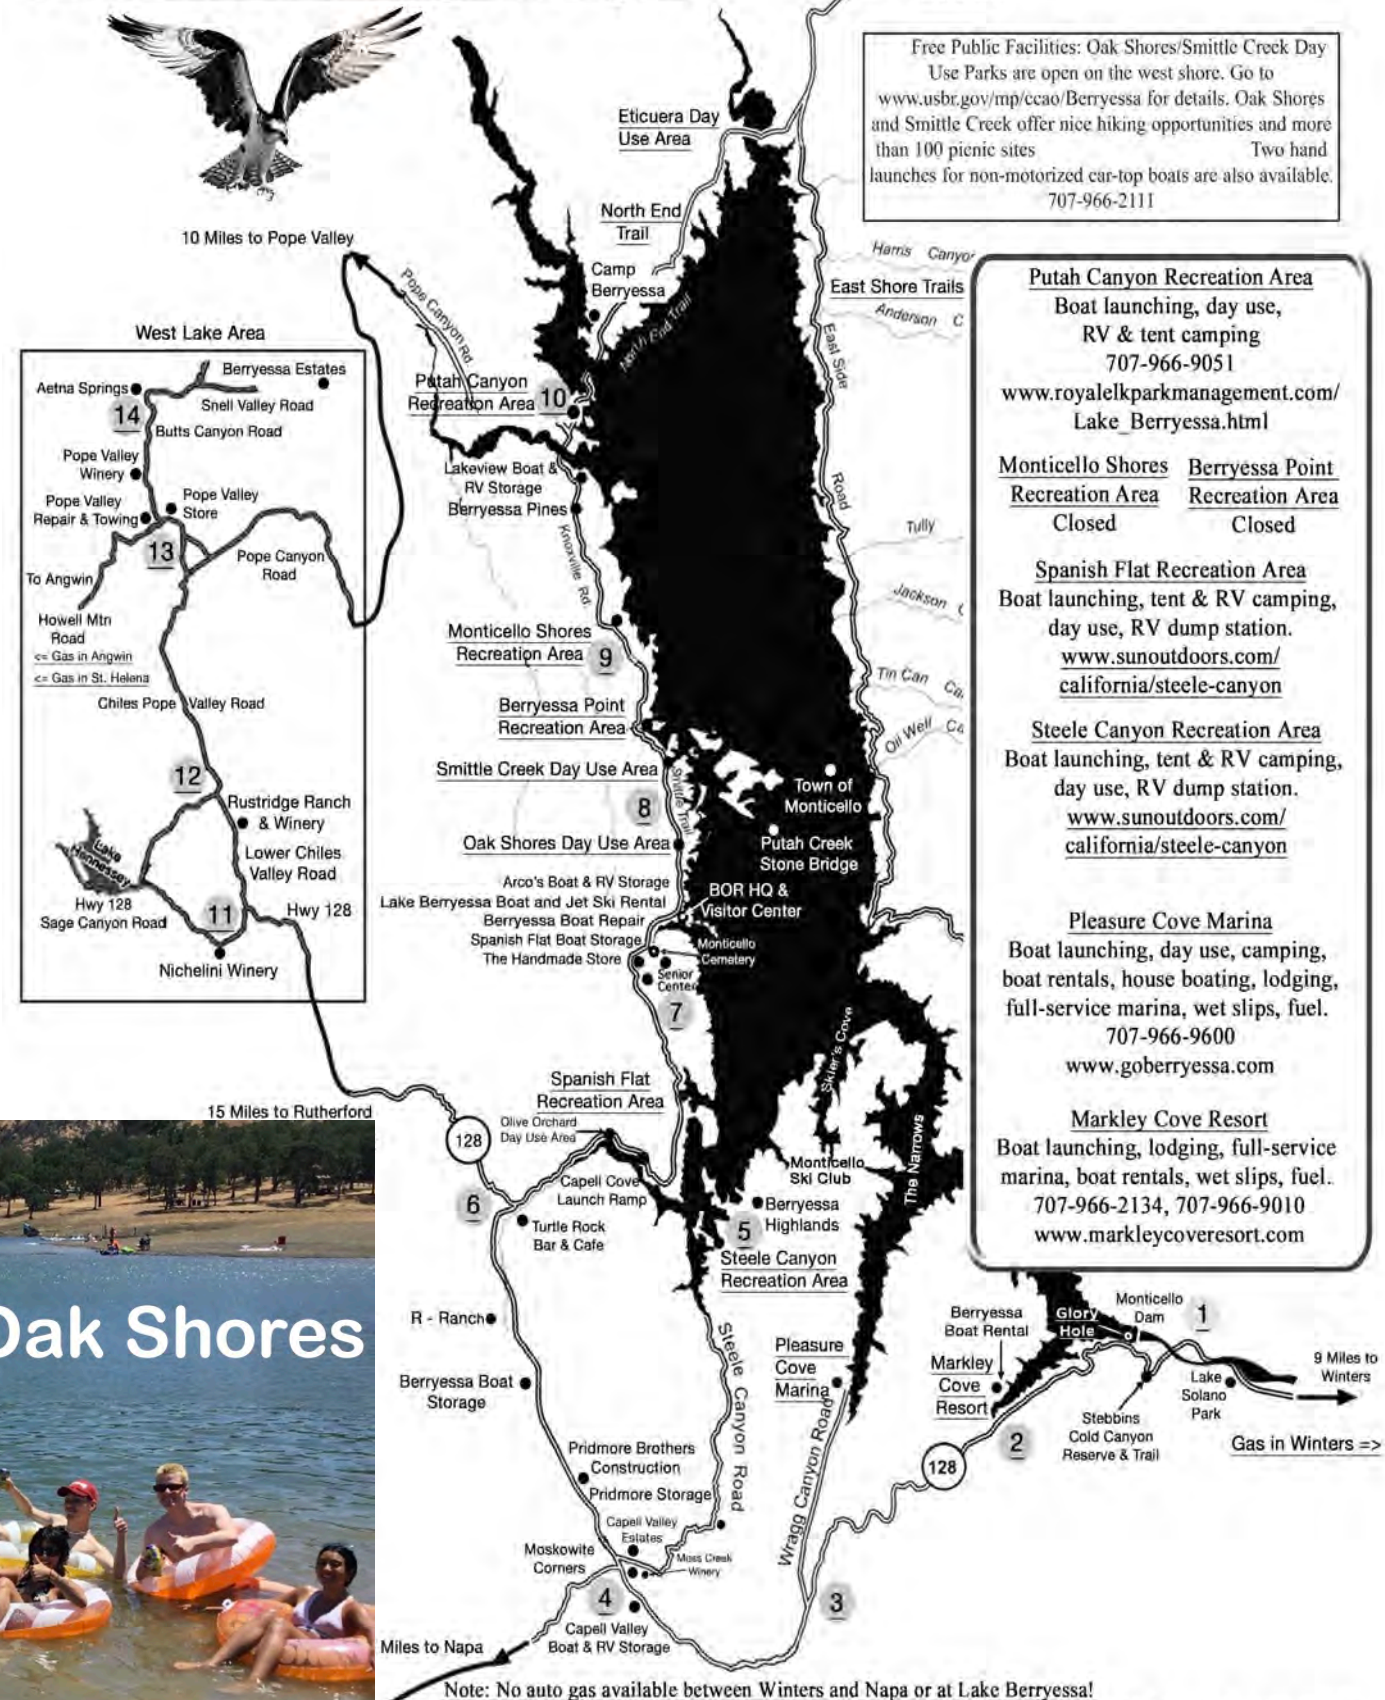 Free Public Facilities: Oak Shores/Smittle Creek Day
Use Parks are open on the west shore. Go to
www.usbr.gov/mp/ccao/Berryessa for details. Oak Shores
and Smittle Creek offer nice hiking opportunities and more
than 100 picnic sites Two hand
launches for non-motorized car-top boats are also available.
707-966-2111
Eticuera Day
Use Area
North End
Trail
10 Miles to Pope Valley
Camp
Berryessa
Pope Canyon Rd.
North End Trail
Harris Canyo
East Shore Trails
Anderson C
East Side
Road
Putah Canyon
Recreation Area
10
Lakeview Boat &
RV Storage
Berryessa Pines
Knoxville Rd.
Tully
Jackson
Monticello Shores
Recreation Area
9
Tin Can Ca
Oil Well Ca
Berryessa Point
Recreation Area
Smittle Creek Day Use Area
Smittle Trail
8
Town of
Monticello
Oak Shores Day Use Area
Putah Creek
Stone Bridge
Arco's Boat & RV Storage
Lake Berryessa Boat and Jet Ski Rental
Berryessa Boat Repair
BOR HQ &
Visitor Center
Spanish Flat Boat Storage
The Handmade Store
Monticello
Cemetery
Senior
Center
7
Skier's Cove
The Narrows
West Lake Area
Berryessa Estates
Aetna Springs
Snell Valley Road
14
Butts Canyon Road
Pope Valley
Winery
Pope Valley
Repair & Towing
Pope Valley
Store
13
Pope Canyon
Road
To Angwin
Howell Mtn
Road
<= Gas in Angwin
<= Gas in St. Helena
Chiles Pope Valley Road
12
Rustridge Ranch
& Winery
Lake
Hennessey
Lower Chiles
Valley Road
Hwy 128
Sage Canyon Road
11
Hwy 128
Nichelini Winery
Putah Canyon Recreation Area
Boat launching, day use,
RV & tent camping
707-966-9051
www.royalelkparkmanagement.com/
Lake_Berryessa.html
Monticello Shores
Recreation Area
Closed
Berryessa Point
Recreation Area
Closed
Spanish Flat Recreation Area
Boat launching, tent & RV camping,
day use, RV dump station.
www.sunoutdoors.com/
california/steele-canyon
Steele Canyon Recreation Area
Boat launching, tent & RV camping,
day use, RV dump station.
www.sunoutdoors.com/
california/steele-canyon
Pleasure Cove Marina
Boat launching, day use, camping,
boat rentals, house boating, lodging,
full-service marina, wet slips, fuel.
707-966-9600
www.goberryessa.com
Markley Cove Resort
Boat launching, lodging, full-service
marina, boat rentals, wet slips, fuel.
707-966-2134, 707-966-9010
www.markleycoveresort.com
Spanish Flat
Recreation Area
15 Miles to Rutherford
128
Olive Orchard
Day Use Area
Capell Cove
Launch Ramp
6
Turtle Rock
Bar & Cafe
Monticello
Ski Club
Berryessa
Highlands
5
Steele Canyon
Recreation Area
Oak Shores
R - Ranch
Berryessa Boat
Storage
Steele Canyon Road
Pleasure
Cove
Marina
Wragg Canyon Road
Berryessa
Boat Rental
Markley
Cove
Resort
Glory
Hole
Monticello
Dam
1
9 Miles to
Winters
Lake
Solano
Park
Stebbins
Cold Canyon
Reserve & Trail
Gas in Winters =>
2
128
Pridmore Brothers
Construction
Pridmore Storage
Capell Valley
Estates
Moskowite
Corners
Moss Creek
Winery
4
3
Capell Valley
Boat & RV Storage
Miles to Napa
Note: No auto gas available between Winters and Napa or at Lake Berryessa!